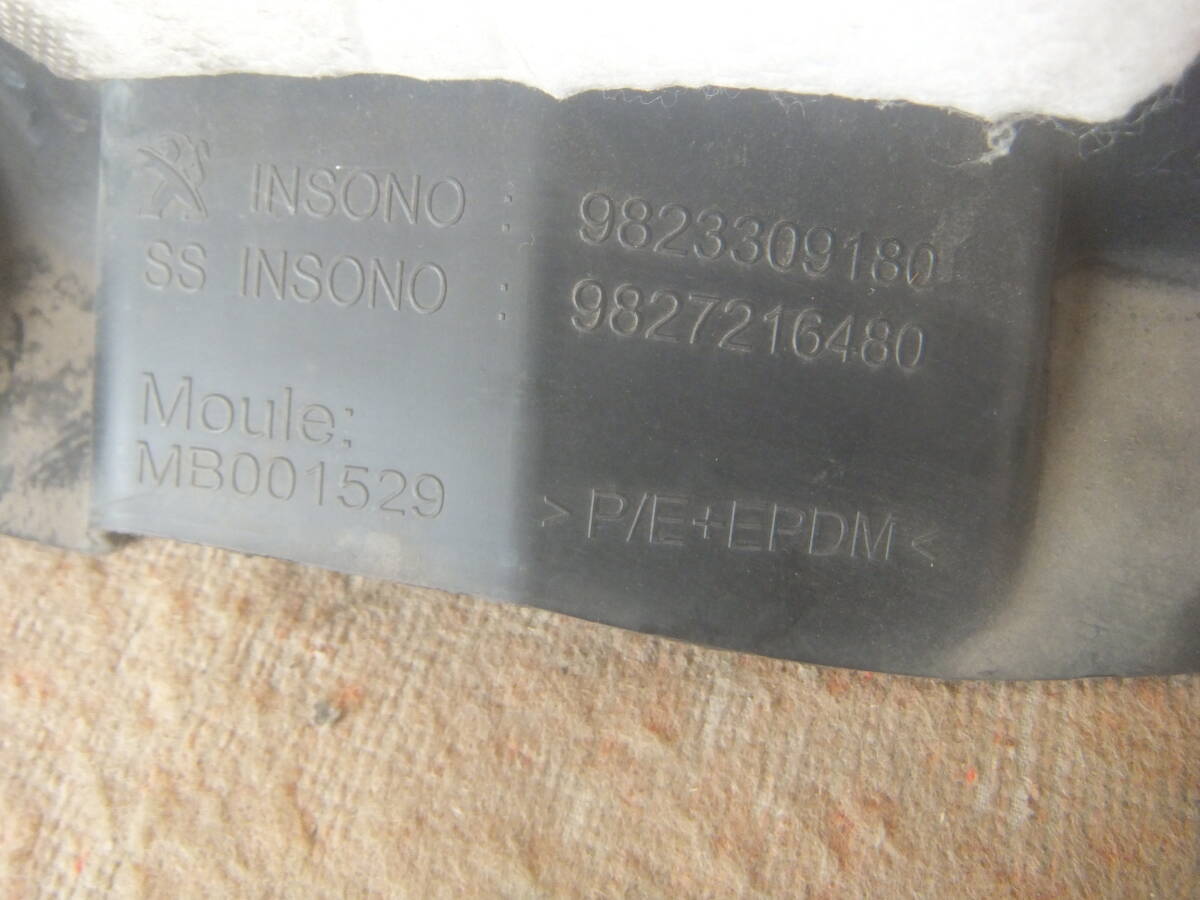 INSONO : 9823309180
SS INSONO : 9827216480
Moule:
MB001529
>P/E+EPDM<